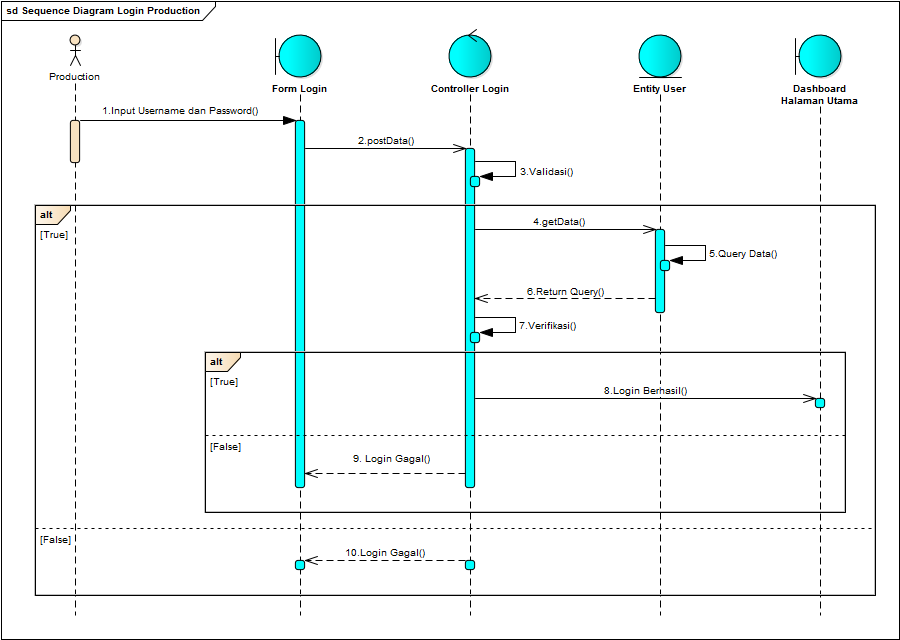 sd Sequence Diagram Login Production
Production
Form Login
Controller Login
Entity User
Dashboard
Halaman Utama
1.Input Username dan Password()
2.postData()
3.Validasi()
alt
[True]
4.getData()
5.Query Data()
6.Return Query()
7.Verifikasi()
alt
[True]
8.Login Berhasil()
[False]
9. Login Gagal()
[False]
10.Login Gagal()